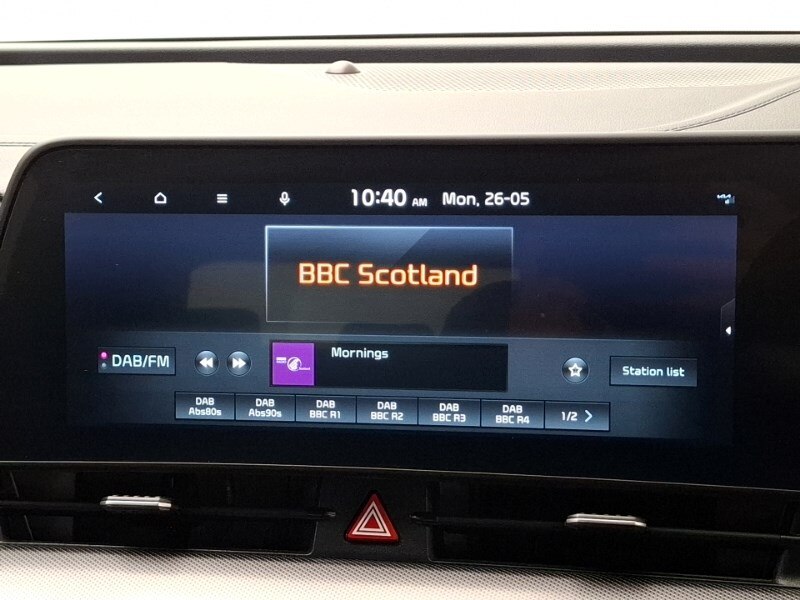 10:40 AM Mon, 26-05
BBC Scotland
DAB/FM
Mornings
Station list
DAB
Abs80s
DAB
Abs90s
DAB
BBC R1
DAB
BBC R2
DAB
BBC R3
DAB
BBC R4
1/2